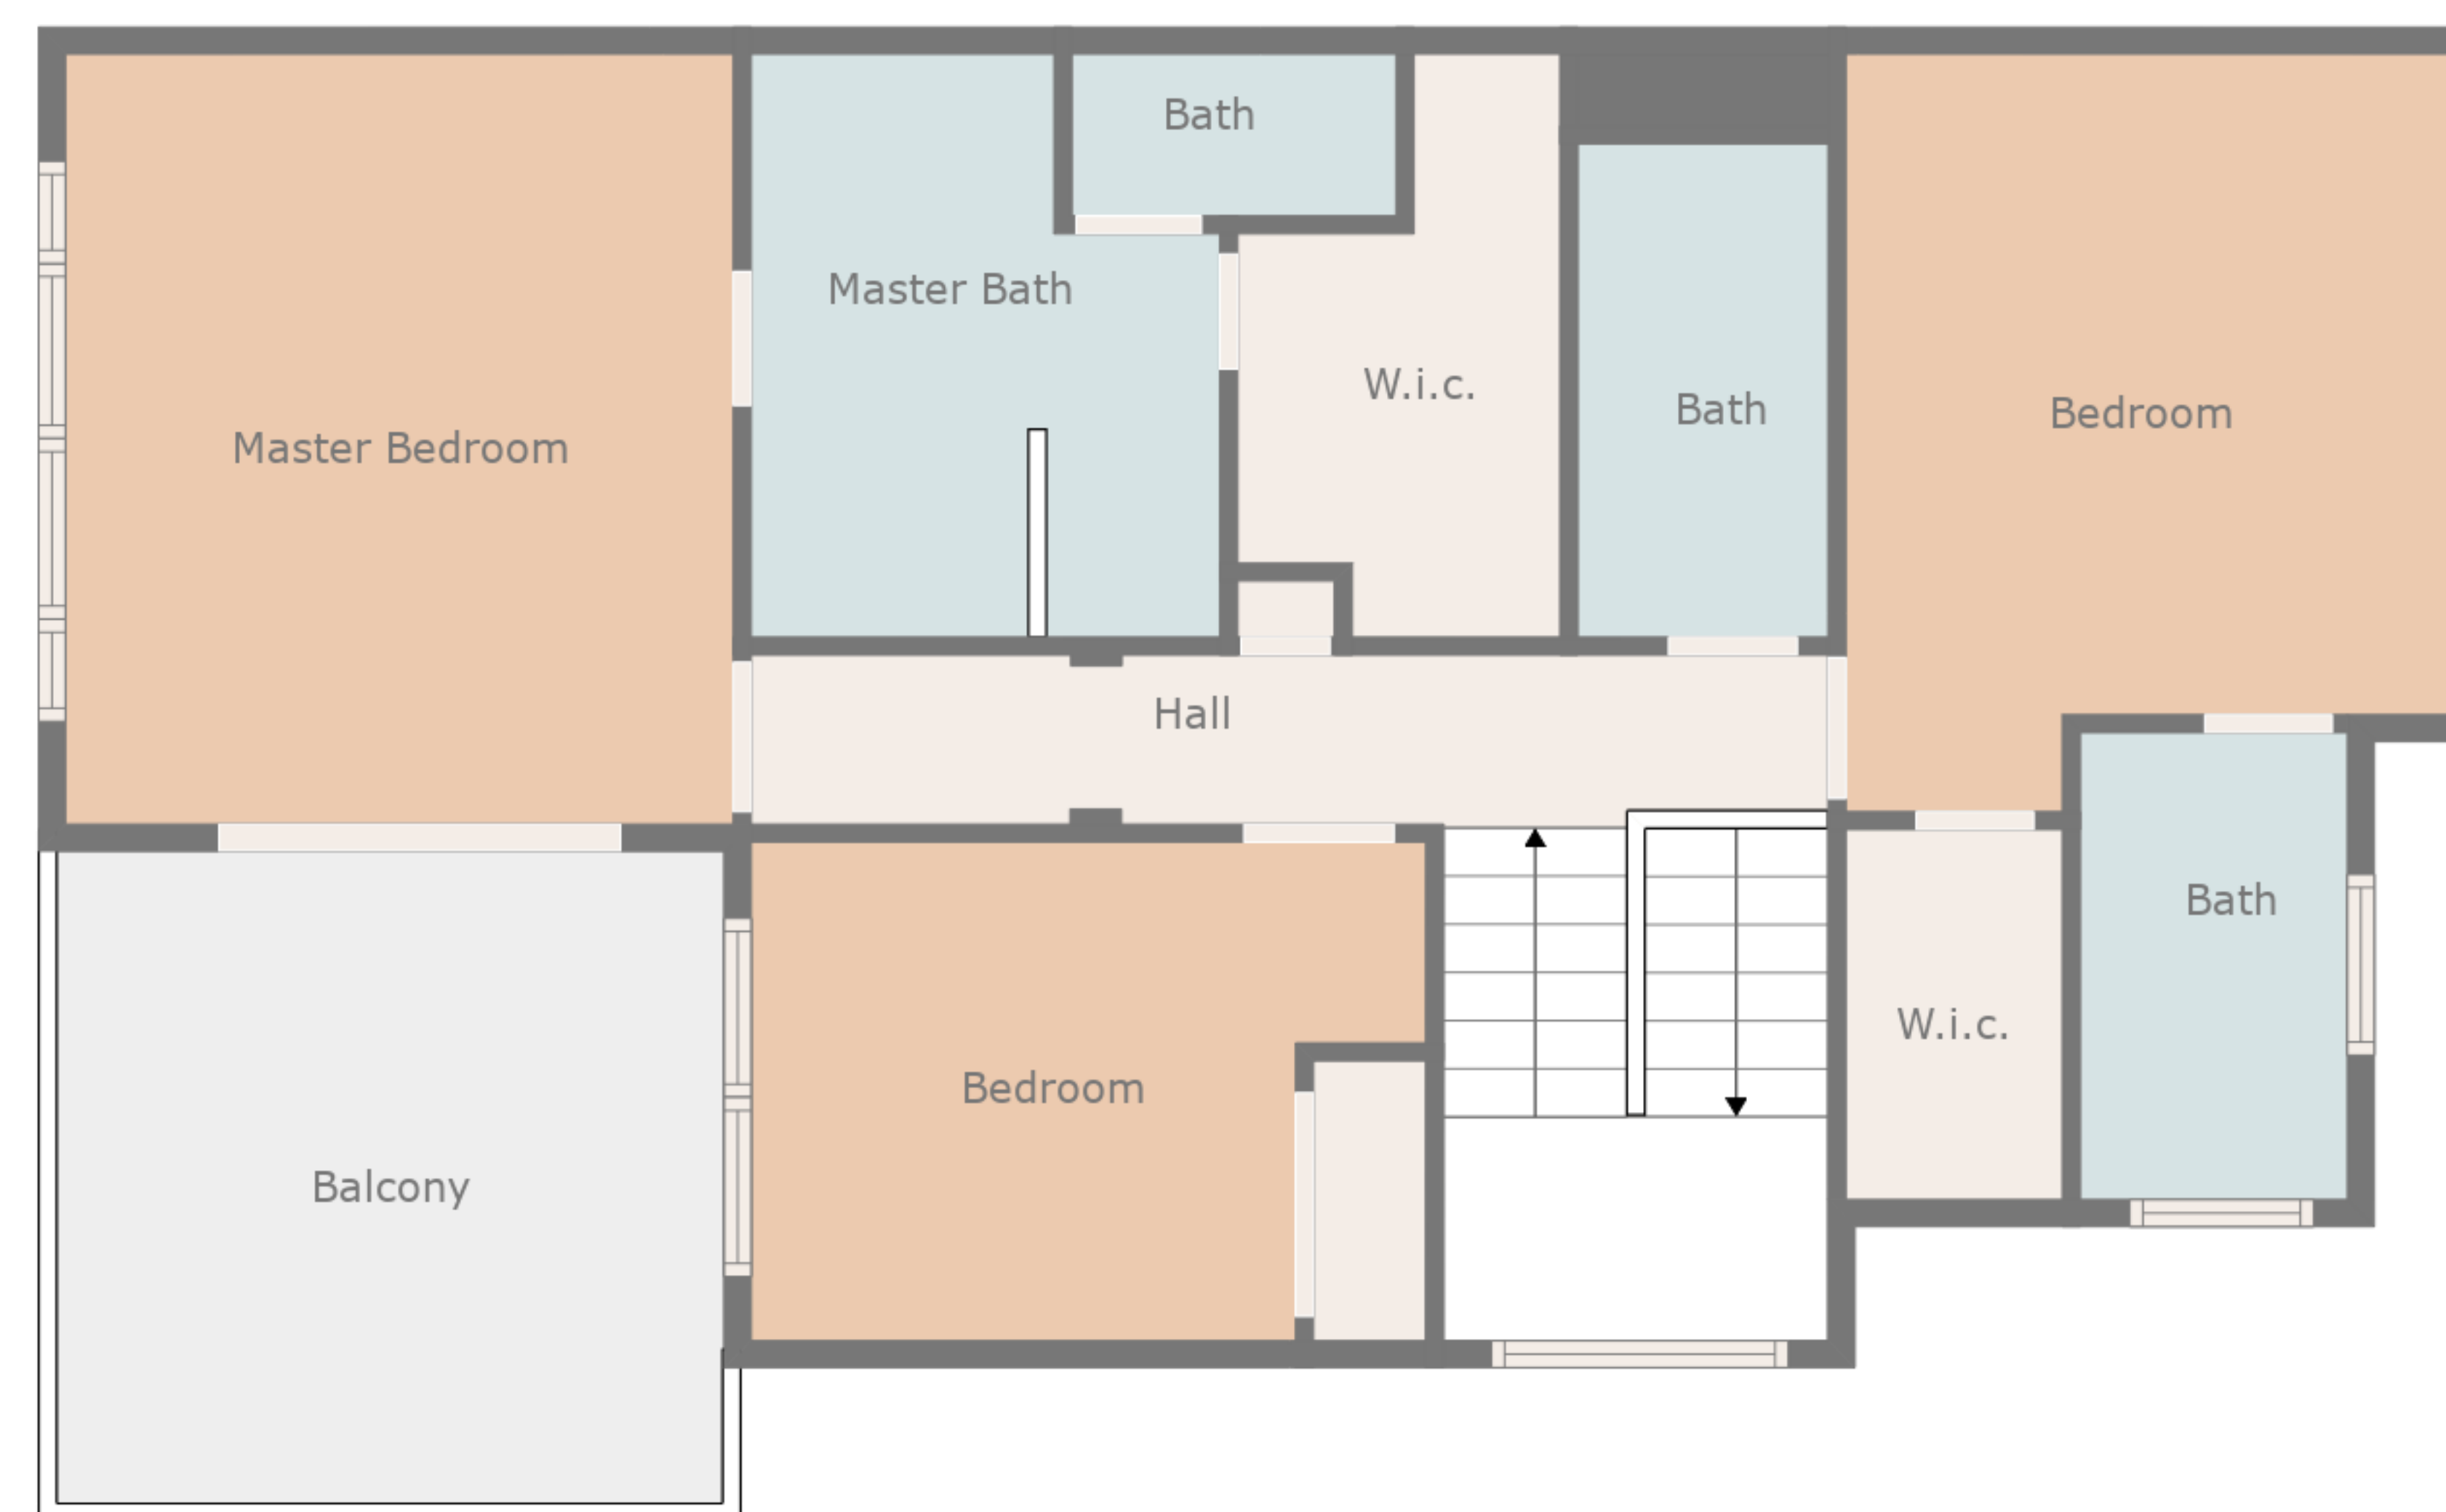 Bath
Master Bath
W.i.c.
Bath
Bedroom
Master Bedroom
Hall
Bath
W.i.c.
Bedroom
Balcony